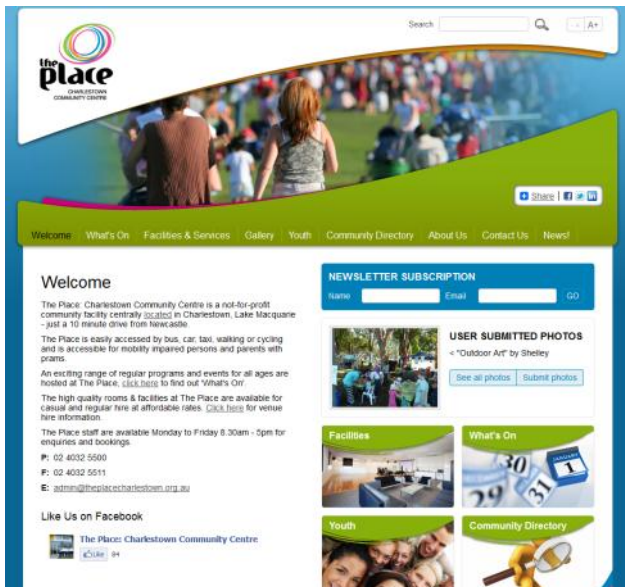 Search
A+
the
place
CHARLESTOWN
COMMUNITY CENTRE
Share
Welcome What's On Facilities & Services Gallery Youth Community Directory About Us Contact Us News!
Welcome
The Place: Charlestown Community Centre is a not-for-profit
community facility centrally located in Charlestown, Lake Macquarie
- just a 10 minute drive from Newcastle.
The Place is easily accessed by bus, car, taxi, walking or cycling
and is accessible for mobility impaired persons and parents with
prams.
An exciting range of regular programs and events for all ages are
hosted at The Place, click here to find out 'What's On'.
The high quality rooms & facilities at The Place are available for
casual and regular hire at affordable rates. Click here for venue
hire information.
The Place staff are available Monday to Friday 8.30am - 5pm for
enquiries and bookings.
P: 02 4032 5500
F: 02 4032 5511
E: admin@theplacecharlestown.org.au
Like Us on Facebook
The Place: Charlestown Community Centre
Like 94
NEWSLETTER SUBSCRIPTION
Name Email GO
USER SUBMITTED PHOTOS
< "Outdoor Art" by Shelley
See all photos Submit photos
Facilities
What's On
JANUARY
29 30 31 1
Youth
Community Directory